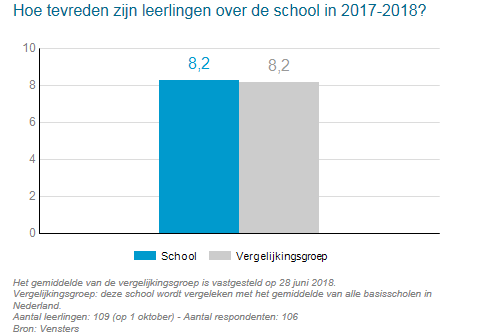 Hoe tevreden zijn leerlingen over de school in 2017-2018?
10
8,2
8,2
8
6
4
2
0
School
Vergelijkingsgroep
Het gemiddelde van de vergelijkingsgroep is vastgesteld op 28 juni 2018.
Vergelijkingsgroep: deze school wordt vergeleken met het gemiddelde van alle basisscholen in
Nederland.
Aantal leerlingen: 109 (op 1 oktober) - Aantal respondenten: 106
Bron: Vensters